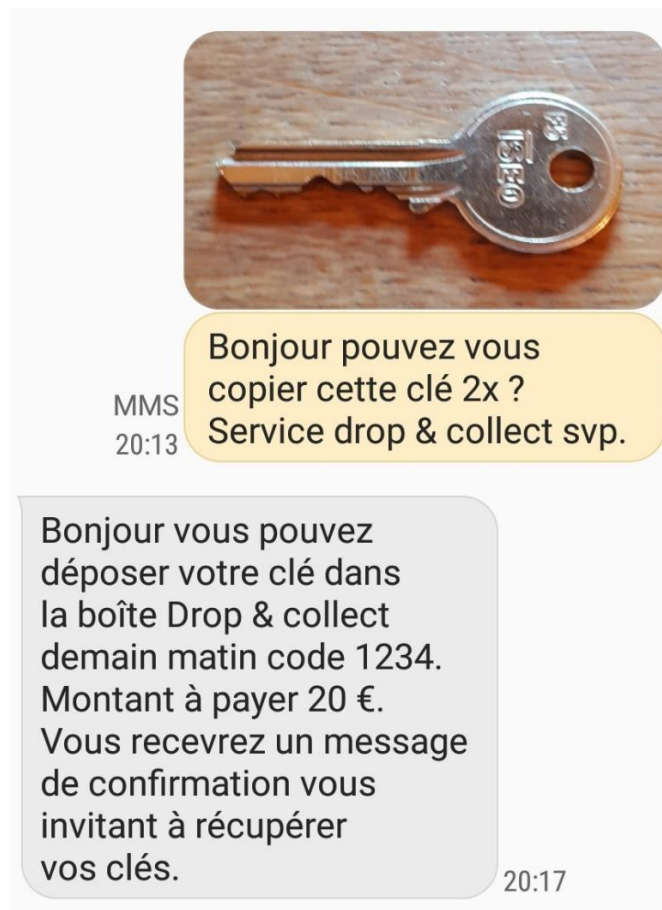 F5
ISEO
Bonjour pouvez vous
copier cette clé 2x ?
Service drop & collect svp.
MMS
20:13
Bonjour vous pouvez
déposer votre clé dans
la boîte Drop & collect
demain matin code 1234.
Montant à payer 20 €.
Vous recevrez un message
de confirmation vous
invitant à récupérer
vos clés.
20:17